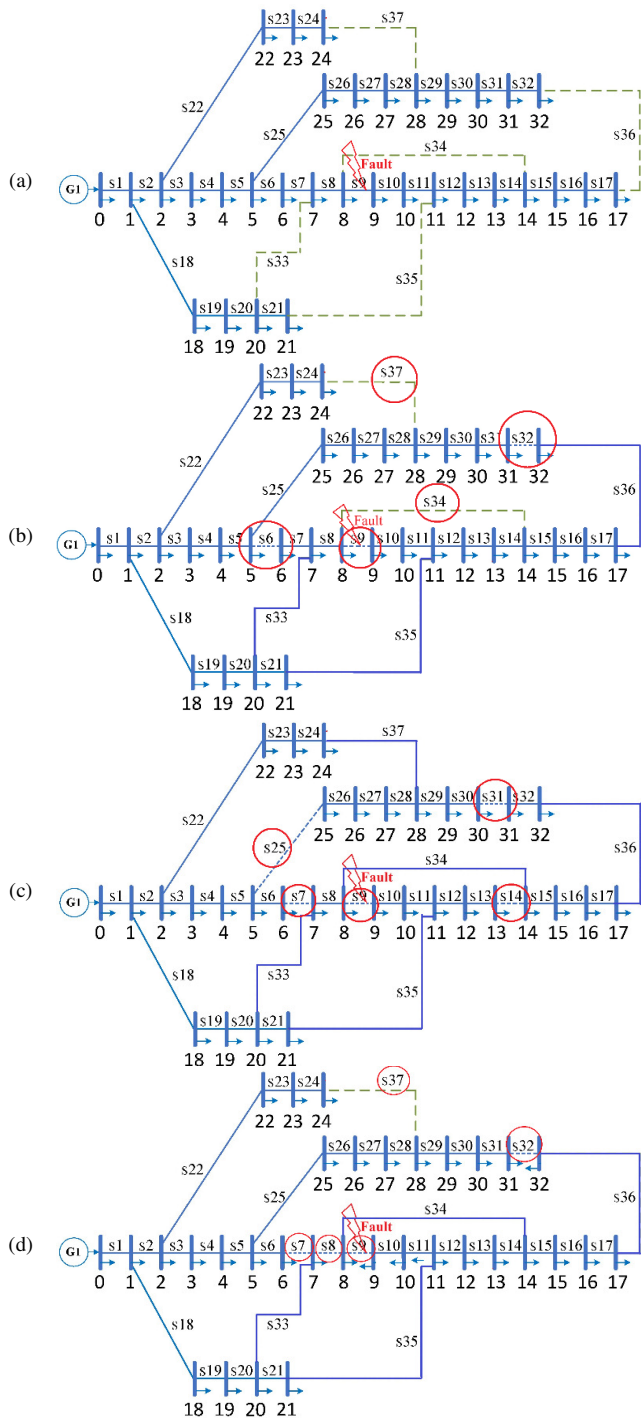 s23 s24 s37
22 23 24
s26 s27 s28 s29 s30 s31 s32
s22
s25
25 26 27 28 29 30 31 32
s36
s34
Fault
(a) G1 s1 s2 s3 s4 s5 s6 s7 s8 s9 s10 s11 s12 s13 s14 s15 s16 s17
0 1 2 3 4 5 6 7 8 9 10 11 12 13 14 15 16 17
s33
s18
s35
s19 s20 s21
18 19 20 21
s23 s24 s37
22 23 24
s26 s27 s28 s29 s30 s31 s32
s22
s25
25 26 27 28 29 30 31 32
s36
s34
Fault
(b) G1 s1 s2 s3 s4 s5 s6 s7 s8 s9 s10 s11 s12 s13 s14 s15 s16 s17
0 1 2 3 4 5 6 7 8 9 10 11 12 13 14 15 16 17
s33
s18
s35
s19 s20 s21
18 19 20 21
s23 s24 s37
22 23 24
s26 s27 s28 s29 s30 s31 s32
s22
25 26 27 28 29 30 31 32
s25
s36
s34
Fault
(c) G1 s1 s2 s3 s4 s5 s6 s7 s8 s9 s10 s11 s12 s13 s14 s15 s16 s17
0 1 2 3 4 5 6 7 8 9 10 11 12 13 14 15 16 17
s33
s18
s35
s19 s20 s21
18 19 20 21
s23 s24 s37
22 23 24
s26 s27 s28 s29 s30 s31 s32
s22
s25
25 26 27 28 29 30 31 32
s36
s34
Fault
(d) G1 s1 s2 s3 s4 s5 s6 s7 s8 s9 s10 s11 s12 s13 s14 s15 s16 s17
0 1 2 3 4 5 6 7 8 9 10 11 12 13 14 15 16 17
s33
s18
s35
s19 s20 s21
18 19 20 21